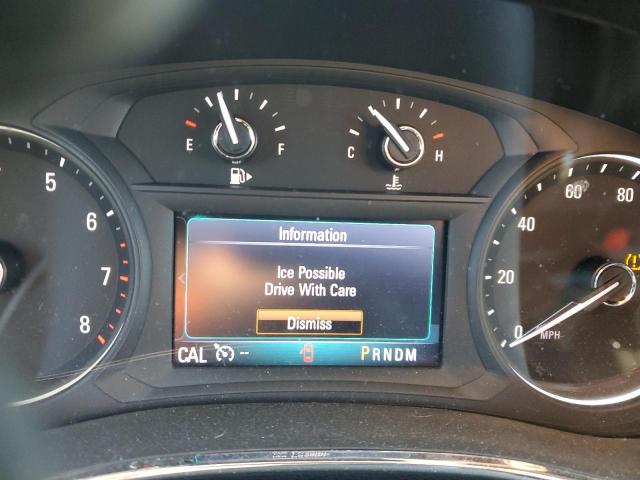 E F
C H
5
6
7
8
Information
Ice Possible
Drive With Care
Dismiss
CAL --
PRNDM
0
20
40
60
80
MPH